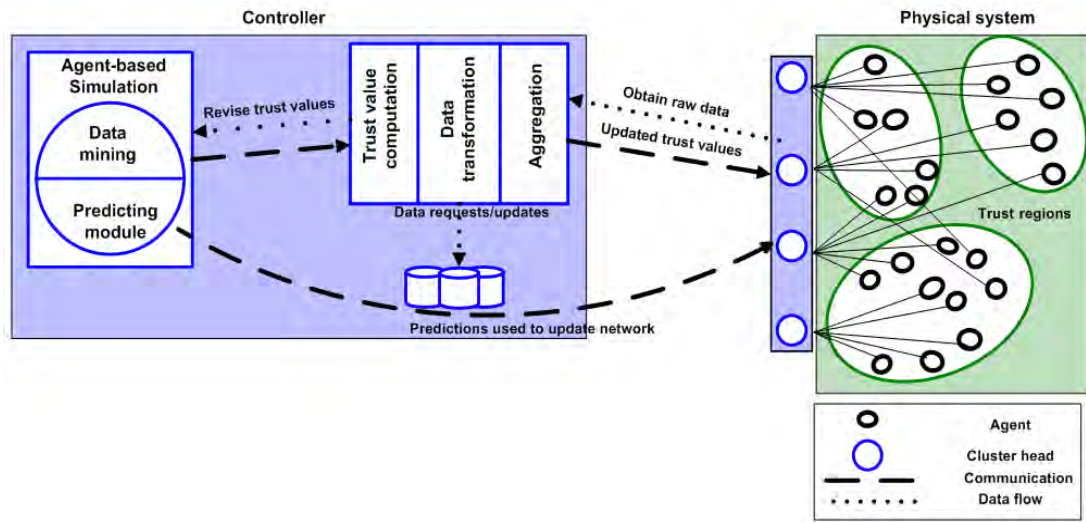 Controller
Physical system
Agent-based
Simulation
Data
mining
Predicting
module
Revise trust values
Trust value
computation
Data
transformation
Aggregation
Obtain raw data
Updated trust values
Data requests/updates
Predictions used to update network
Trust regions
Agent
Cluster head
Communication
Data flow